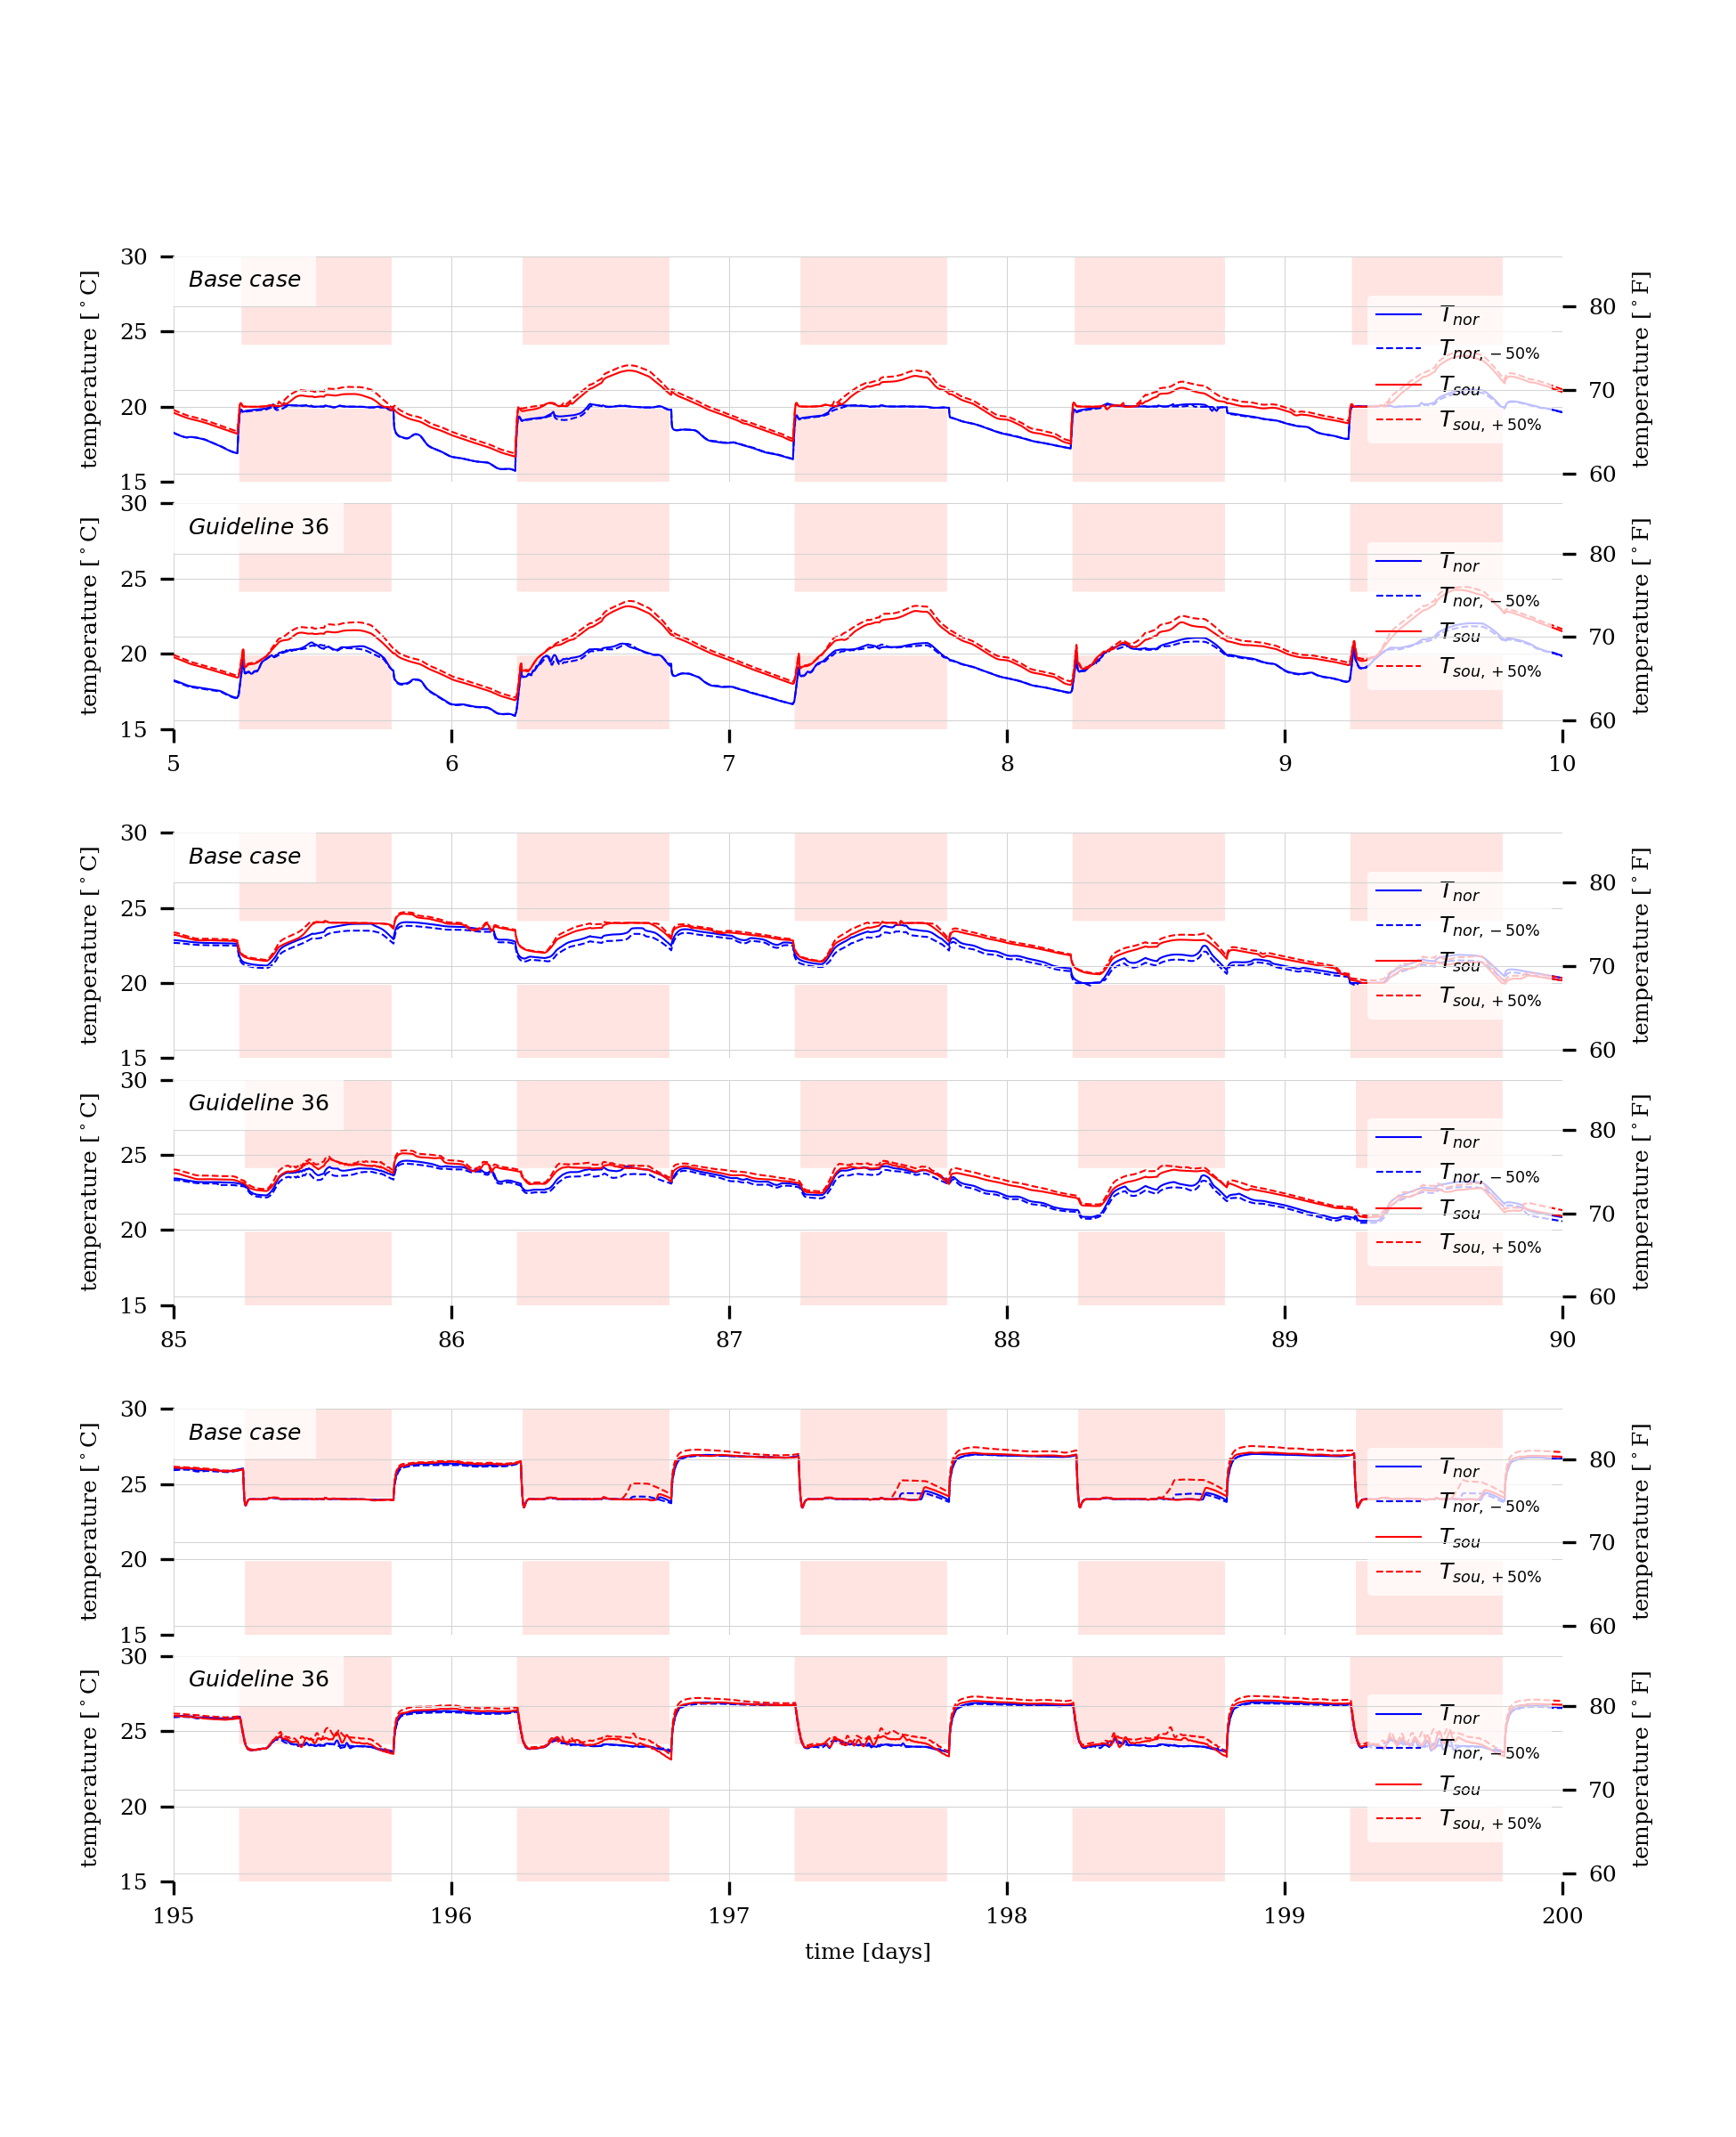 30
Base case
25
20
15
temperature [°C]
80
70
60
temperature [°F]
T_nor
T_nor, −50%
T_sou
T_sou, +50%
30
Guideline 36
25
20
15
temperature [°C]
80
70
60
temperature [°F]
T_nor
T_nor, −50%
T_sou
T_sou, +50%
5 6 7 8 9 10
30
Base case
25
20
15
temperature [°C]
80
70
60
temperature [°F]
T_nor
T_nor, −50%
T_sou
T_sou, +50%
30
Guideline 36
25
20
15
temperature [°C]
80
70
60
temperature [°F]
T_nor
T_nor, −50%
T_sou
T_sou, +50%
85 86 87 88 89 90
30
Base case
25
20
15
temperature [°C]
80
70
60
temperature [°F]
T_nor
T_nor, −50%
T_sou
T_sou, +50%
30
Guideline 36
25
20
15
temperature [°C]
80
70
60
temperature [°F]
T_nor
T_nor, −50%
T_sou
T_sou, +50%
195 196 197 198 199 200
time [days]